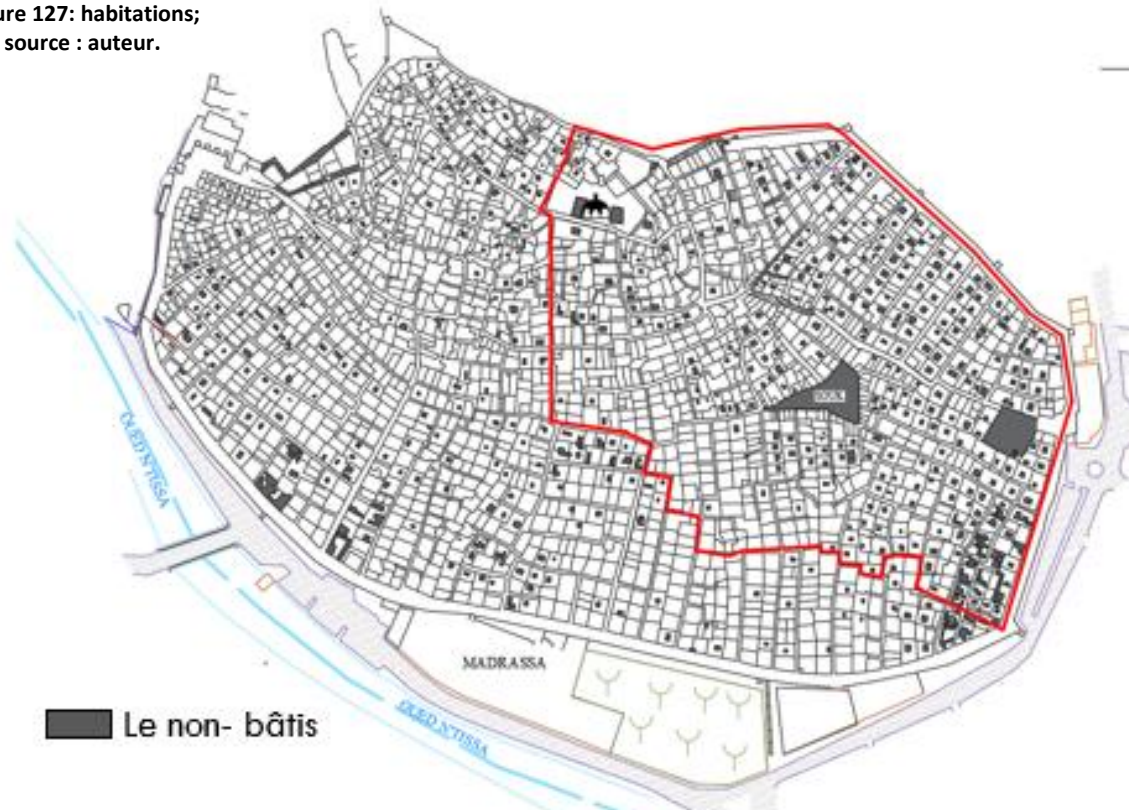 ure 127: habitations;
source : auteur.
OUED N'TISSA
MADRASSA
OUED N'TISSA
Le non- bâtis